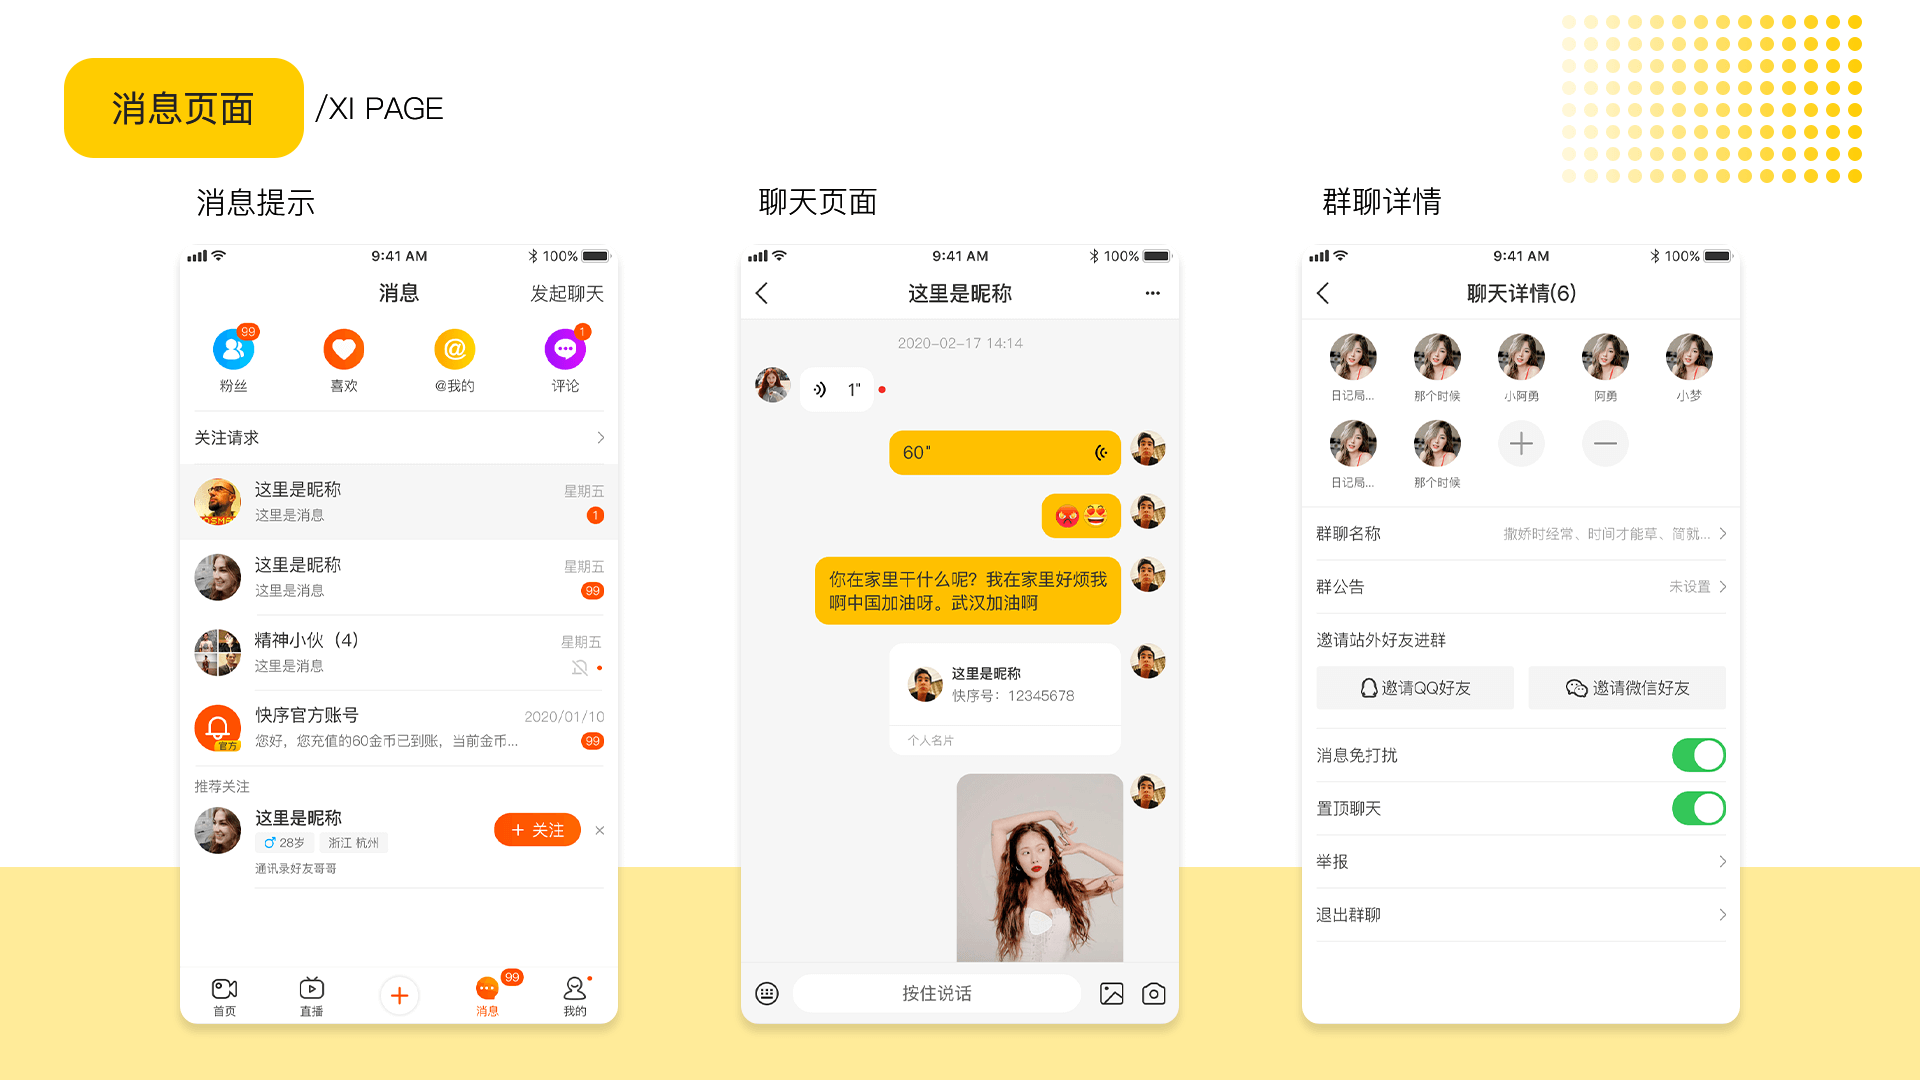 消息页面
/XI PAGE
消息提示
9:41 AM
100%
消息
发起聊天
99
1
粉丝
喜欢
@我的
评论
关注请求
这里是昵称
星期五
这里是消息
1
这里是昵称
星期五
这里是消息
99
精神小伙（4）
星期五
这里是消息
官方
快序官方账号
2020/01/10
您好，您充值的60金币已到账，当前金币...
99
推荐关注
这里是昵称
28岁
浙江 杭州
+ 关注
通讯录好友哥哥
首页
直播
99
消息
我的
聊天页面
9:41 AM
100%
这里是昵称
2020-02-17 14:14
1"
60"
你在家里干什么呢？我在家里好烦我
啊中国加油呀。武汉加油啊
这里是昵称
快序号：12345678
个人名片
按住说话
群聊详情
9:41 AM
100%
聊天详情(6)
日记局...
那个时候
小阿勇
阿勇
小梦
日记局...
那个时候
群聊名称
撒娇时经常、时间才能草、简就...
群公告
未设置
邀请站外好友进群
邀请QQ好友
邀请微信好友
消息免打扰
置顶聊天
举报
退出群聊